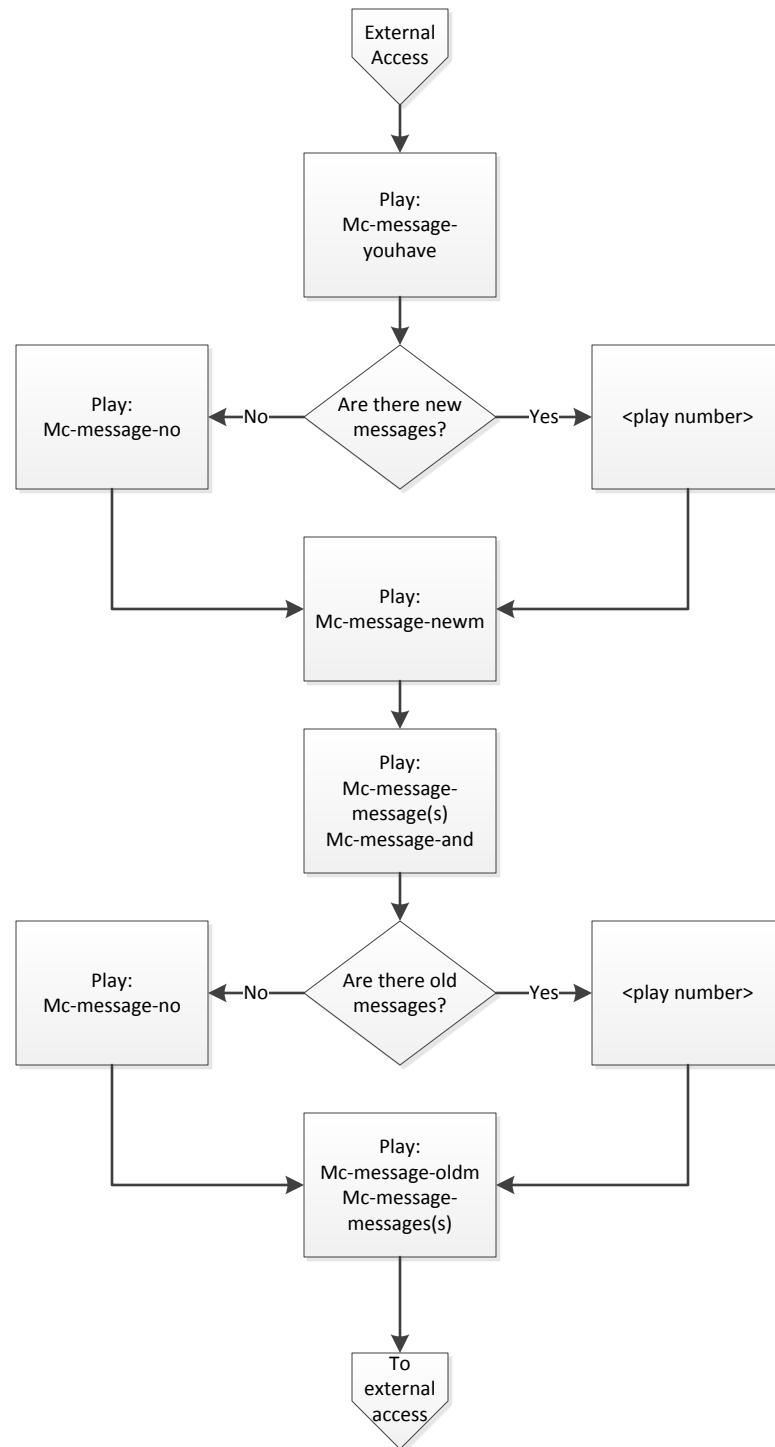 External
Access
Play:
Mc-message-
youhave
Are there new
messages?
No
Yes
Play:
Mc-message-no
<play number>
Play:
Mc-message-newm
Play:
Mc-message-
message(s)
Mc-message-and
Are there old
messages?
No
Yes
Play:
Mc-message-no
<play number>
Play:
Mc-message-oldm
Mc-message-
messages(s)
To
external
access